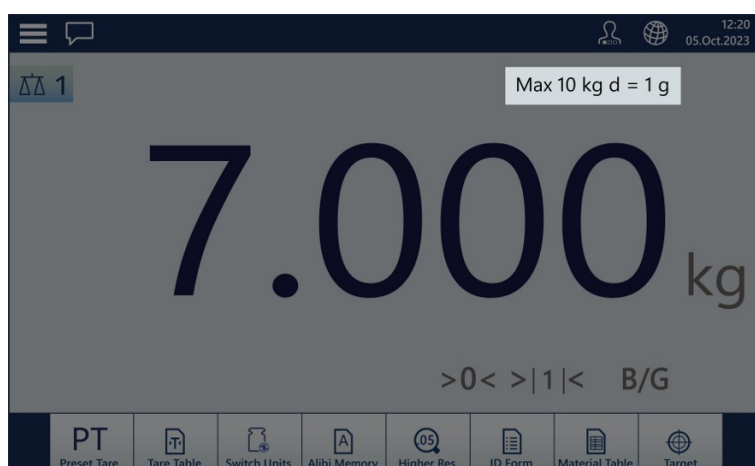 12:20
05.Oct.2023
1
Max 10 kg d = 1 g
7.000 kg
>0< >|1|< B/G
PT
T
A
05
Preset Tare Tare Table Switch Units Alibi Memory Higher Res. ID Form Material Table Target